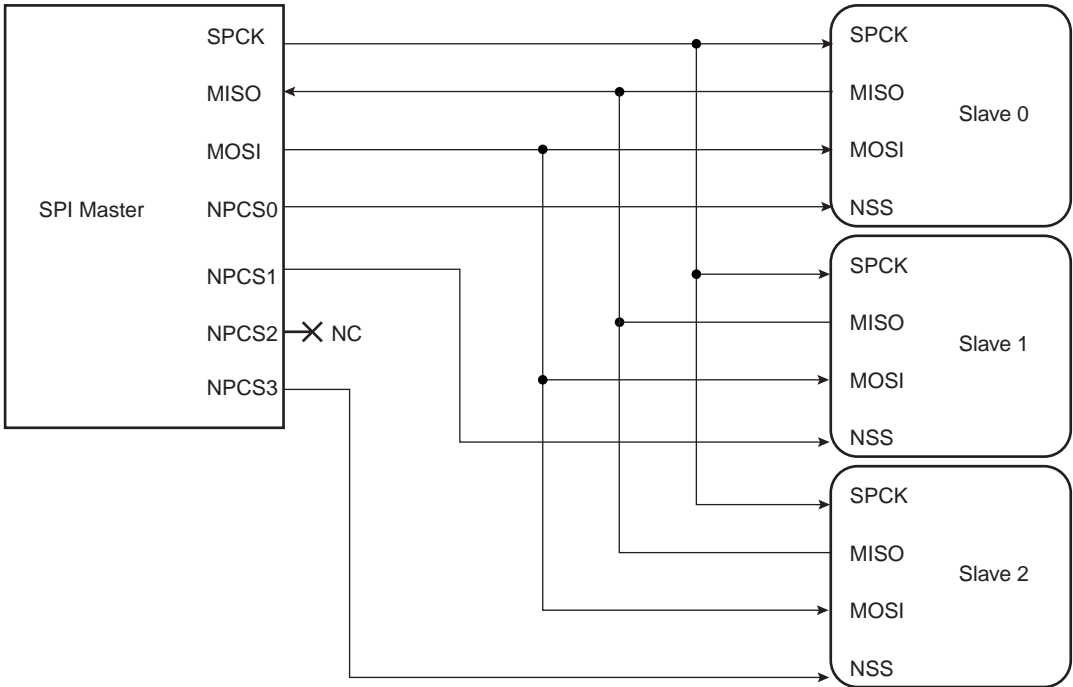 SPI Master
SPCK
MISO
MOSI
NPCS0
NPCS1
NPCS2
NC
NPCS3
SPCK
MISO
Slave 0
MOSI
NSS
SPCK
MISO
Slave 1
MOSI
NSS
SPCK
MISO
Slave 2
MOSI
NSS